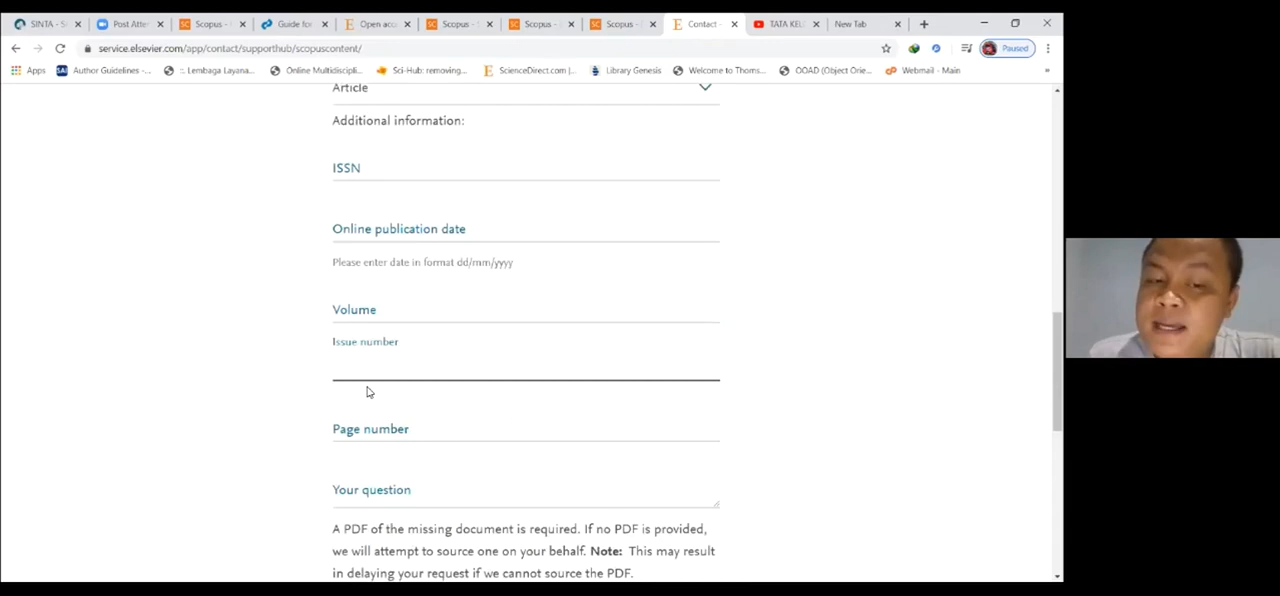 SINTA - S
Post Atte
Scopus -
Guide fo
Open acc
Scopus -
Scopus -
Scopus -
Contact -
TATA KEL
New Tab
service.elsevier.com/app/contact/supporthub/scopuscontent/
Paused
Apps
Author Guidelines -...
:: Lembaga Layana...
Online Multidiscipli...
Sci-Hub: removing...
ScienceDirect.com |...
Library Genesis
Welcome to Thoms...
OOAD (Object Orie...
Webmail - Main
»
Article
Additional information:
ISSN
Online publication date
Please enter date in format dd/mm/yyyy
Volume
Issue number
Page number
Your question
A PDF of the missing document is required. If no PDF is provided,
we will attempt to source one on your behalf. Note: This may result
in delaying your request if we cannot source the PDF.